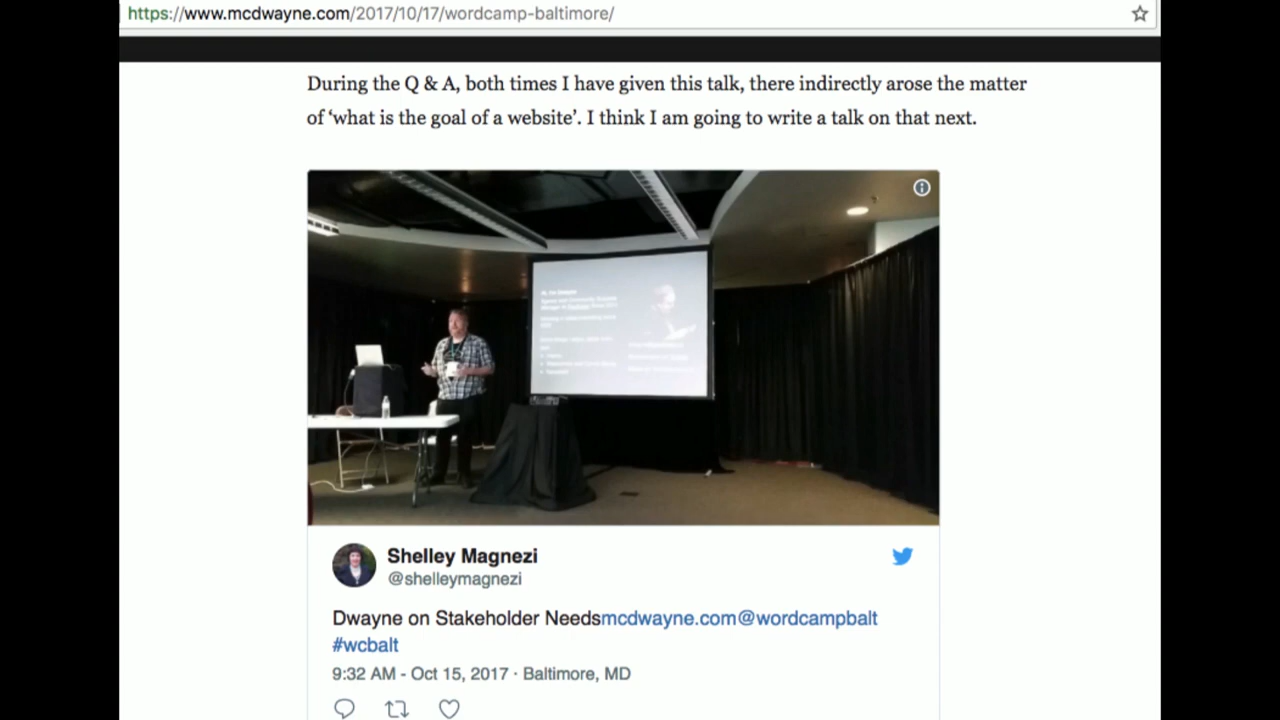 https://www.mcdwayne.com/2017/10/17/wordcamp-baltimore/
During the Q & A, both times I have given this talk, there indirectly arose the matter
of ‘what is the goal of a website’. I think I am going to write a talk on that next.
Shelley Magnezi
@shelleymagnezi
Dwayne on Stakeholder Needsmcdwayne.com@wordcampbalt
#wcbalt
9:32 AM - Oct 15, 2017 · Baltimore, MD